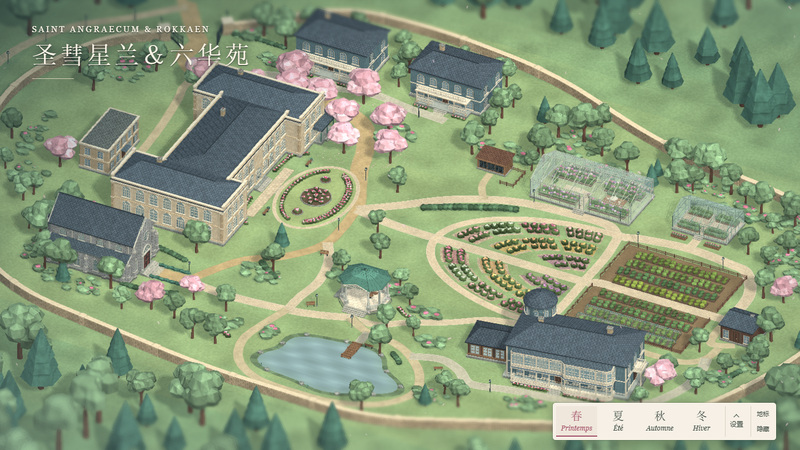 SAINT ANGRAECUM & ROKKAEN
圣彗星兰&六华苑
春 夏 秋 冬
Printemps Été Automne Hiver
设置
地标
隐藏